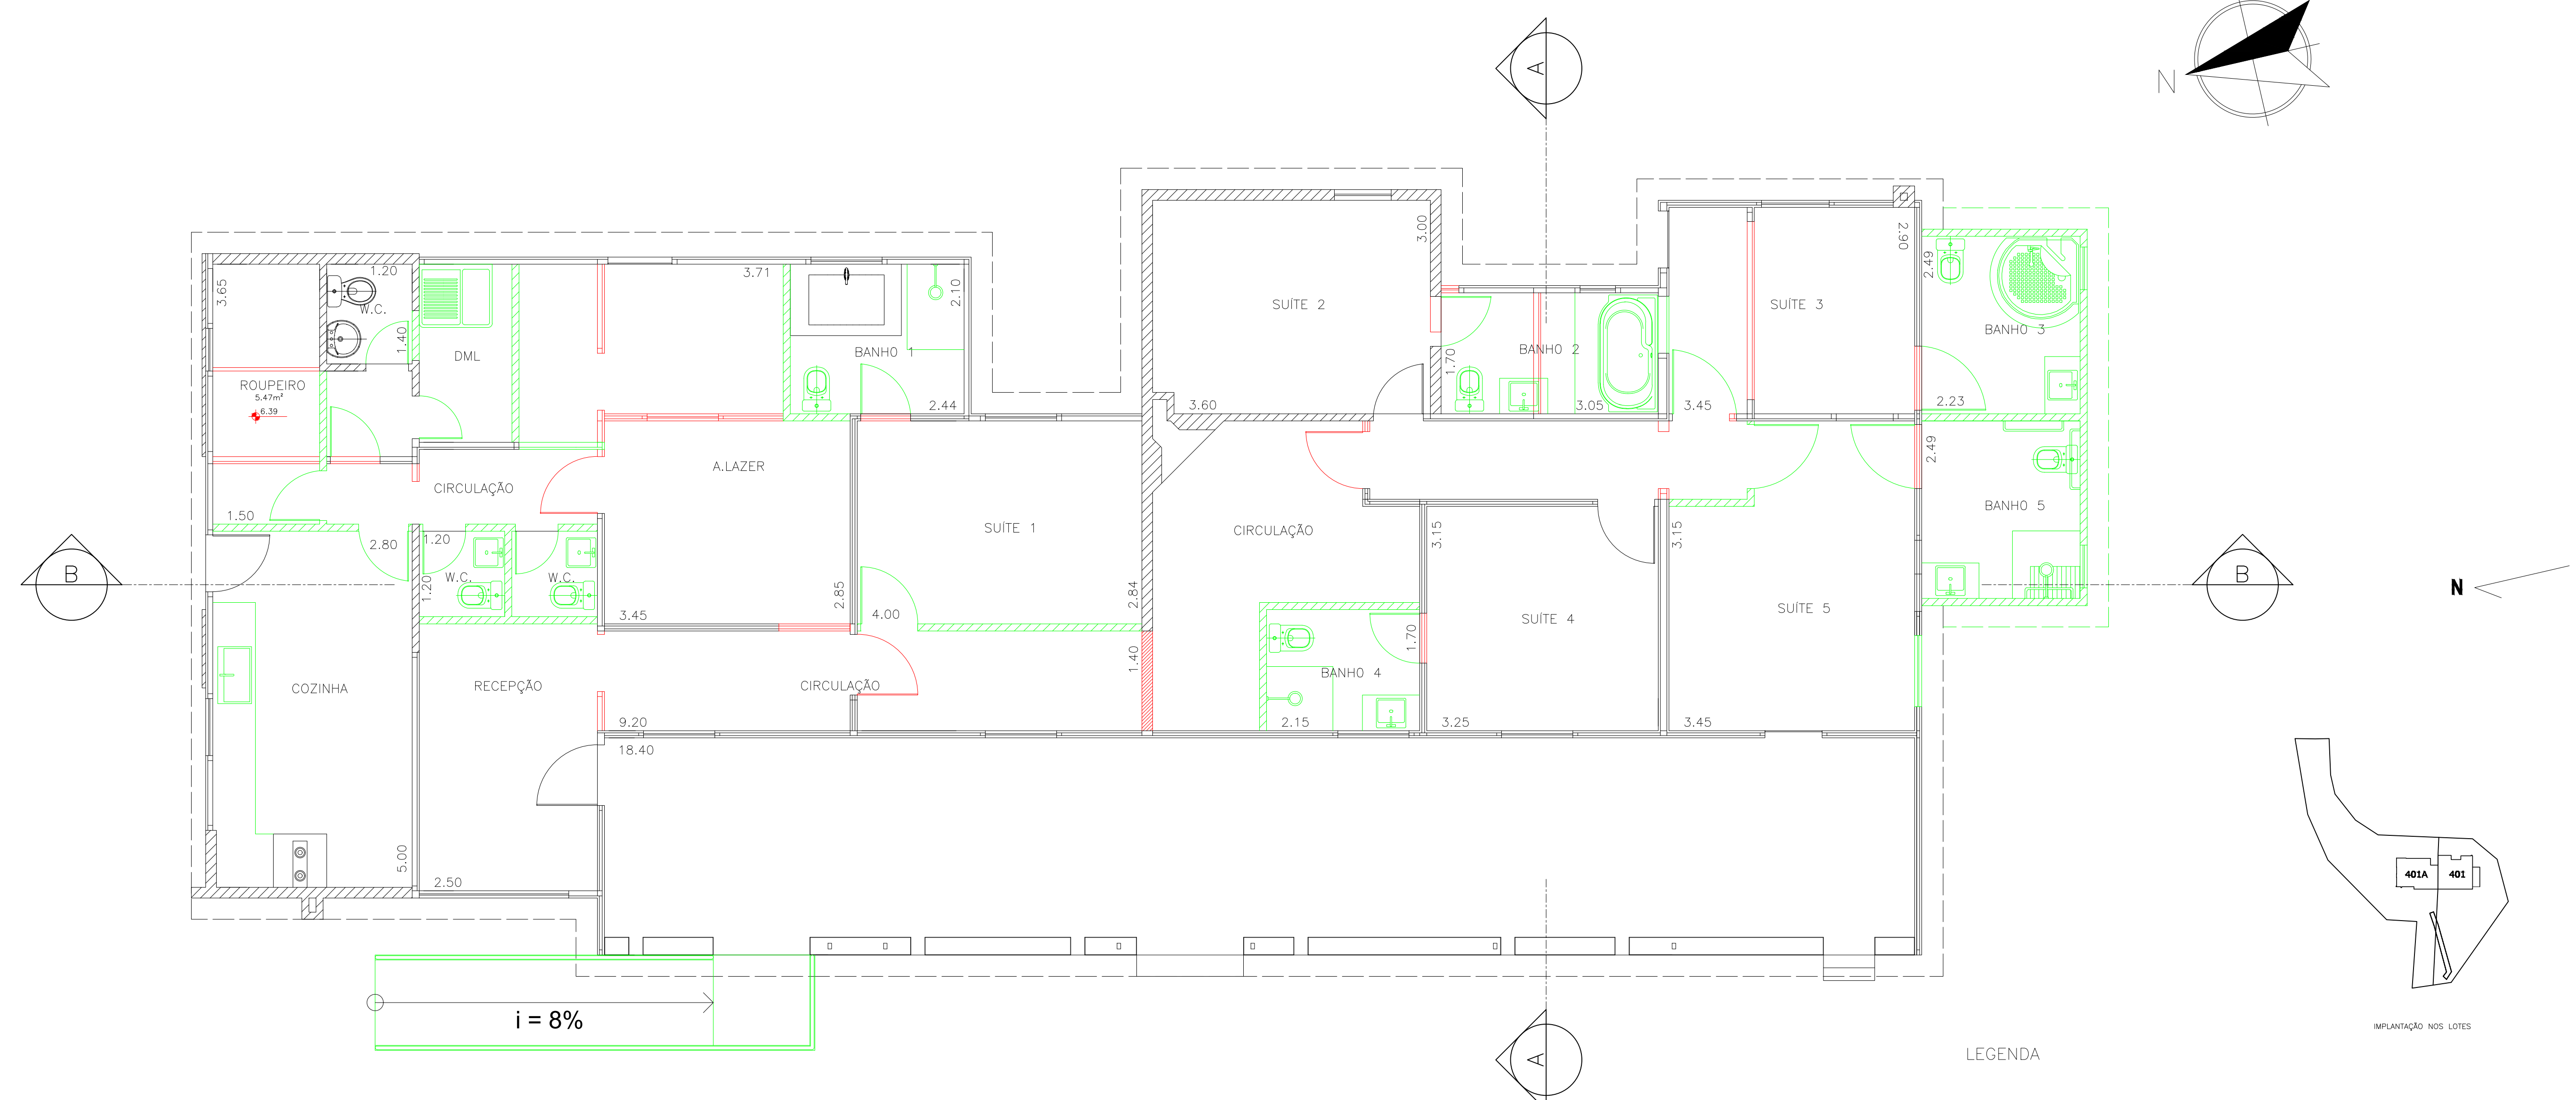 A
N
3.00
2.90
2.49
1.20
3.71
3.65
2.10
W.C.
SUÍTE 2
SUÍTE 3
BANHO 3
1.40
DML
BANHO 1
BANHO 2
1.70
ROUPEIRO
5.47m²
6.39
2.44
3.60
3.05
3.45
2.23
2.49
A.LAZER
CIRCULAÇÃO
1.50
SUÍTE 1
CIRCULAÇÃO
3.15
3.15
BANHO 5
2.80
1.20
B
W.C.
W.C.
1.20
2.85
2.84
B
N
3.45
4.00
SUÍTE 4
SUÍTE 5
1.40
1.70
COZINHA
RECEPÇÃO
CIRCULAÇÃO
BANHO 4
9.20
2.15
3.25
3.45
18.40
5.00
2.50
401A
401
i = 8%
IMPLANTAÇÃO NOS LOTES
A
LEGENDA